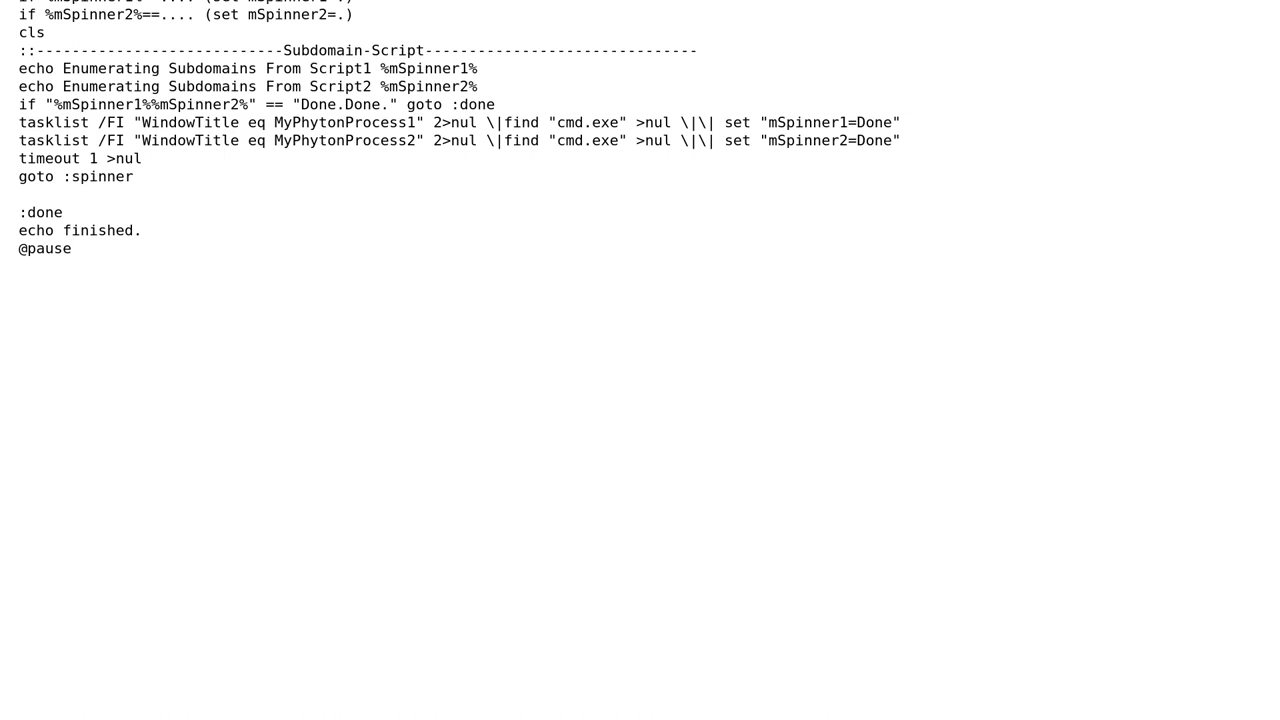 if %mSpinner2%==.... (set mSpinner2=.)
cls
::----------------------------Subdomain-Script-------------------------------
echo Enumerating Subdomains From Script1 %mSpinner1%
echo Enumerating Subdomains From Script2 %mSpinner2%
if "%mSpinner1%%mSpinner2%" == "Done.Done." goto :done
tasklist /FI "WindowTitle eq MyPhytonProcess1" 2>nul \|find "cmd.exe" >nul \|\| set "mSpinner1=Done"
tasklist /FI "WindowTitle eq MyPhytonProcess2" 2>nul \|find "cmd.exe" >nul \|\| set "mSpinner2=Done"
timeout 1 >nul
goto :spinner

:done
echo finished.
@pause